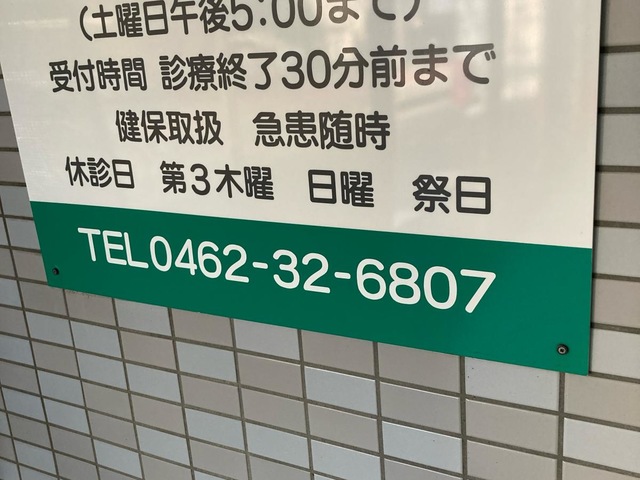 (土曜日午後5:00まで)
受付時間 診療終了30分前まで
健保取扱 急患随時
休診日 第3木曜 日曜 祭日
TEL0462-32-6807